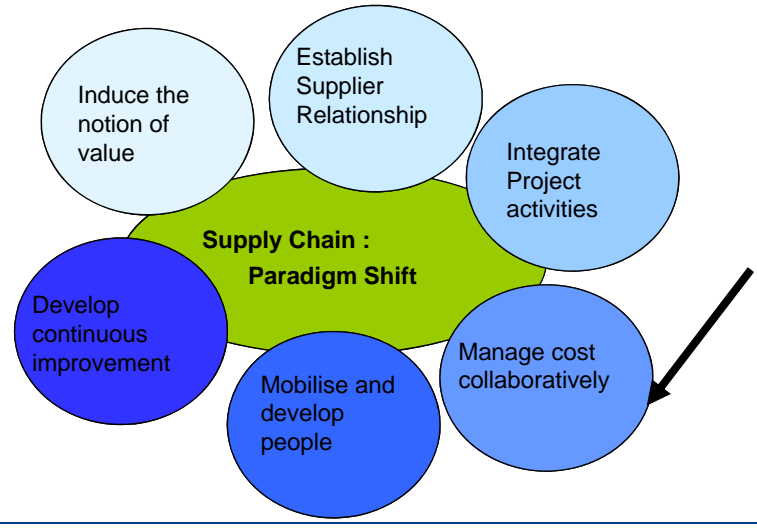 Induce the
notion of
value
Establish
Supplier
Relationship
Integrate
Project
activities
Supply Chain :
Paradigm Shift
Develop
continuous
improvement
Mobilise and
develop
people
Manage cost
collaboratively